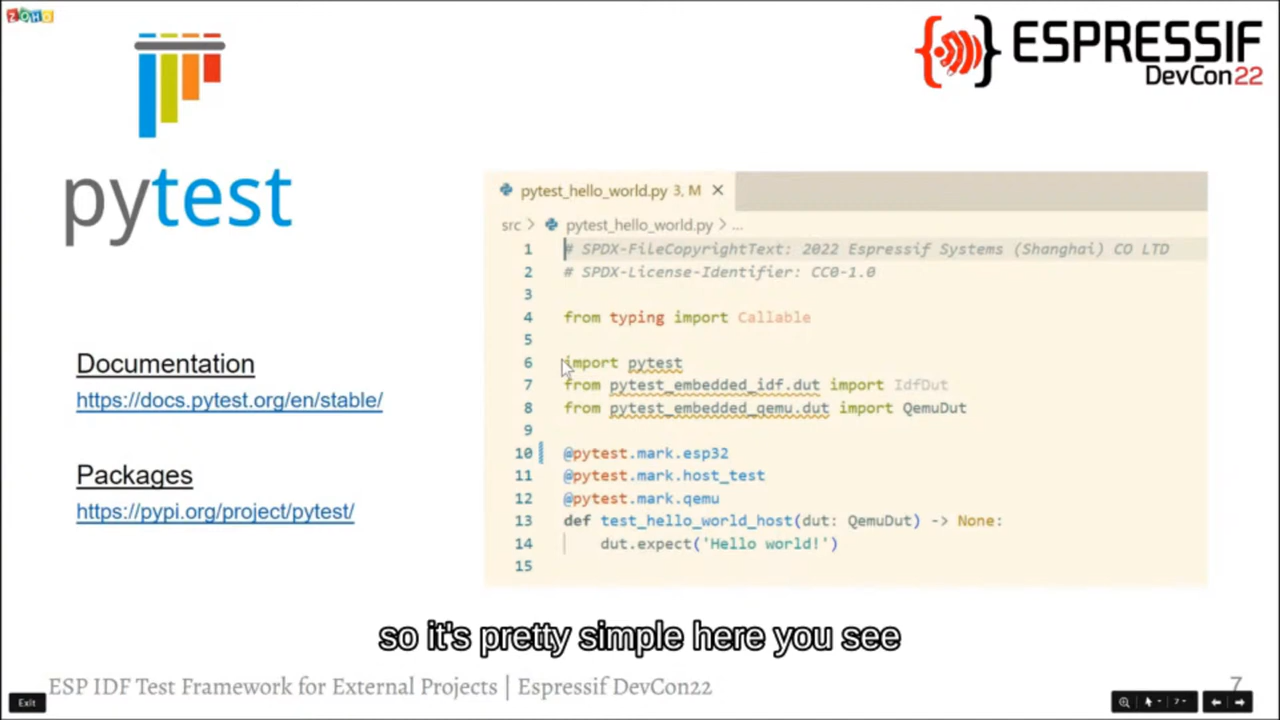 ZOHO
ESPRESSIF
DevCon22
pytest
Documentation
https://docs.pytest.org/en/stable/
Packages
https://pypi.org/project/pytest/
pytest_hello_world.py 3, M ×
src > pytest_hello_world.py > ...
1 # SPDX-FileCopyrightText: 2022 Espressif Systems (Shanghai) CO LTD
2 # SPDX-License-Identifier: CC0-1.0
3
4 from typing import Callable
5
6 import pytest
7 from pytest_embedded_idf.dut import IdfDut
8 from pytest_embedded_qemu.dut import QemuDut
9
10 @pytest.mark.esp32
11 @pytest.mark.host_test
12 @pytest.mark.qemu
13 def test_hello_world_host(dut: QemuDut) -> None:
14     dut.expect('Hello world!')
15
so it's pretty simple here you see
ESP IDF Test Framework for External Projects | Espressif DevCon22
7
Exit
7